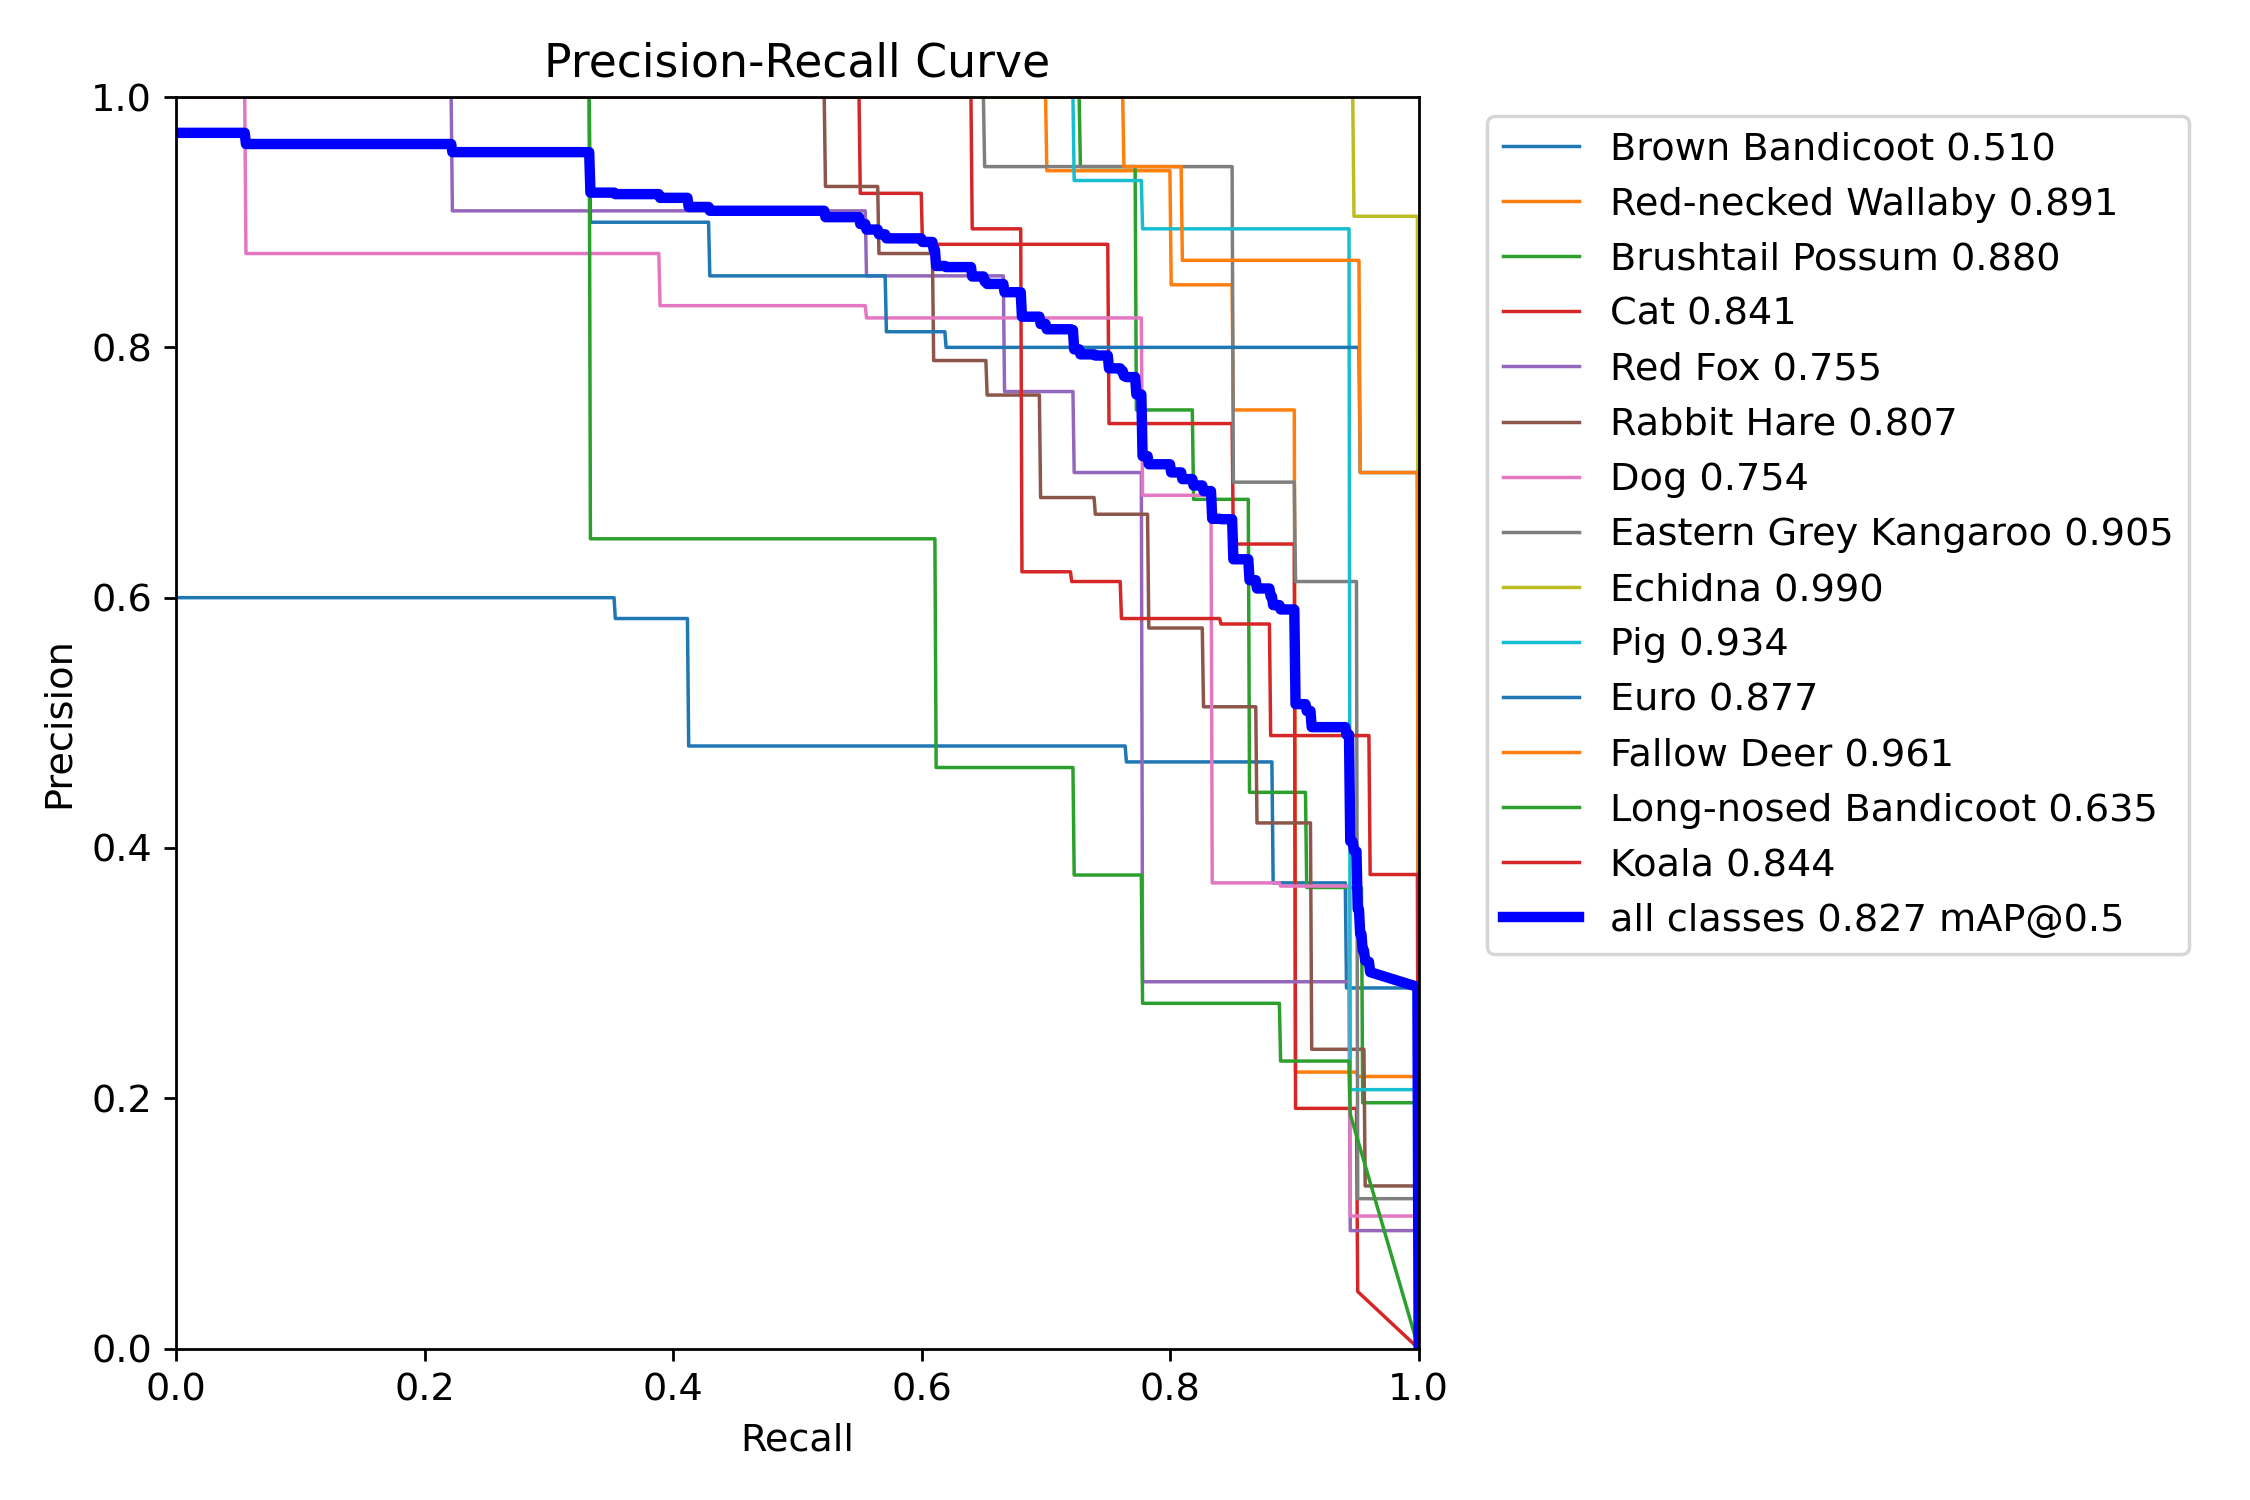 Precision-Recall Curve
1.0
0.8
0.6
0.4
0.2
0.0
Precision
0.0 0.2 0.4 0.6 0.8 1.0
Recall
Brown Bandicoot 0.510
Red-necked Wallaby 0.891
Brushtail Possum 0.880
Cat 0.841
Red Fox 0.755
Rabbit Hare 0.807
Dog 0.754
Eastern Grey Kangaroo 0.905
Echidna 0.990
Pig 0.934
Euro 0.877
Fallow Deer 0.961
Long-nosed Bandicoot 0.635
Koala 0.844
all classes 0.827 mAP@0.5